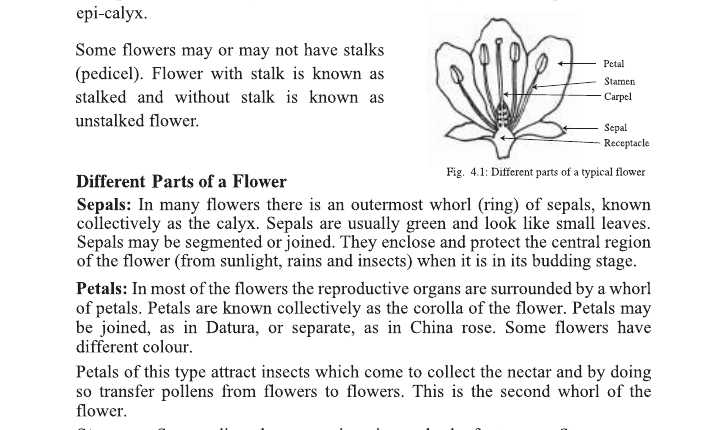 epi-calyx.
Some flowers may or may not have stalks
(pedicel). Flower with stalk is known as
stalked and without stalk is known as
unstalked flower.
Petal
Stamen
Carpel
Sepal
Receptacle
Fig. 4.1: Different parts of a typical flower
Different Parts of a Flower
Sepals: In many flowers there is an outermost whorl (ring) of sepals, known
collectively as the calyx. Sepals are usually green and look like small leaves.
Sepals may be segmented or joined. They enclose and protect the central region
of the flower (from sunlight, rains and insects) when it is in its budding stage.
Petals: In most of the flowers the reproductive organs are surrounded by a whorl
of petals. Petals are known collectively as the corolla of the flower. Petals may
be joined, as in Datura, or separate, as in China rose. Some flowers have
different colour.
Petals of this type attract insects which come to collect the nectar and by doing
so transfer pollens from flowers to flowers. This is the second whorl of the
flower.